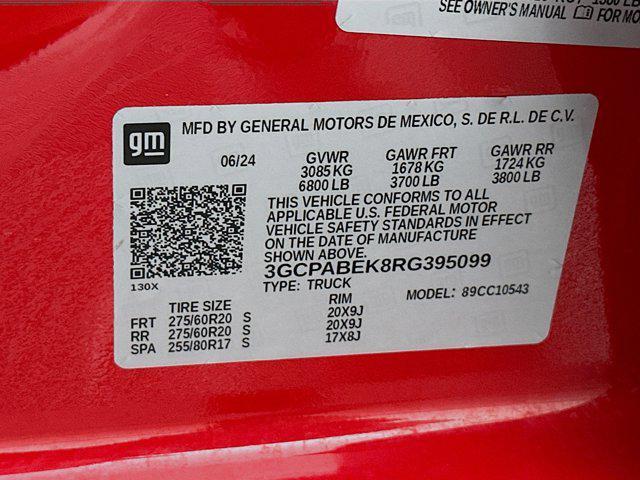 SEE OWNER'S MANUAL FOR MO
gm
MFD BY GENERAL MOTORS DE MEXICO, S. DE R.L. DE C.V.
06/24 GVWR GAWR FRT GAWR RR
3085 KG 1678 KG 1724 KG
6800 LB 3700 LB 3800 LB
THIS VEHICLE CONFORMS TO ALL
APPLICABLE U.S. FEDERAL MOTOR
VEHICLE SAFETY STANDARDS IN EFFECT
ON THE DATE OF MANUFACTURE
SHOWN ABOVE.
3GCPABEK8RG395099
130X
TYPE: TRUCK MODEL: 89CC10543
TIRE SIZE RIM
FRT 275/60R20 S 20X9J
RR 275/60R20 S 20X9J
SPA 255/80R17 S 17X8J